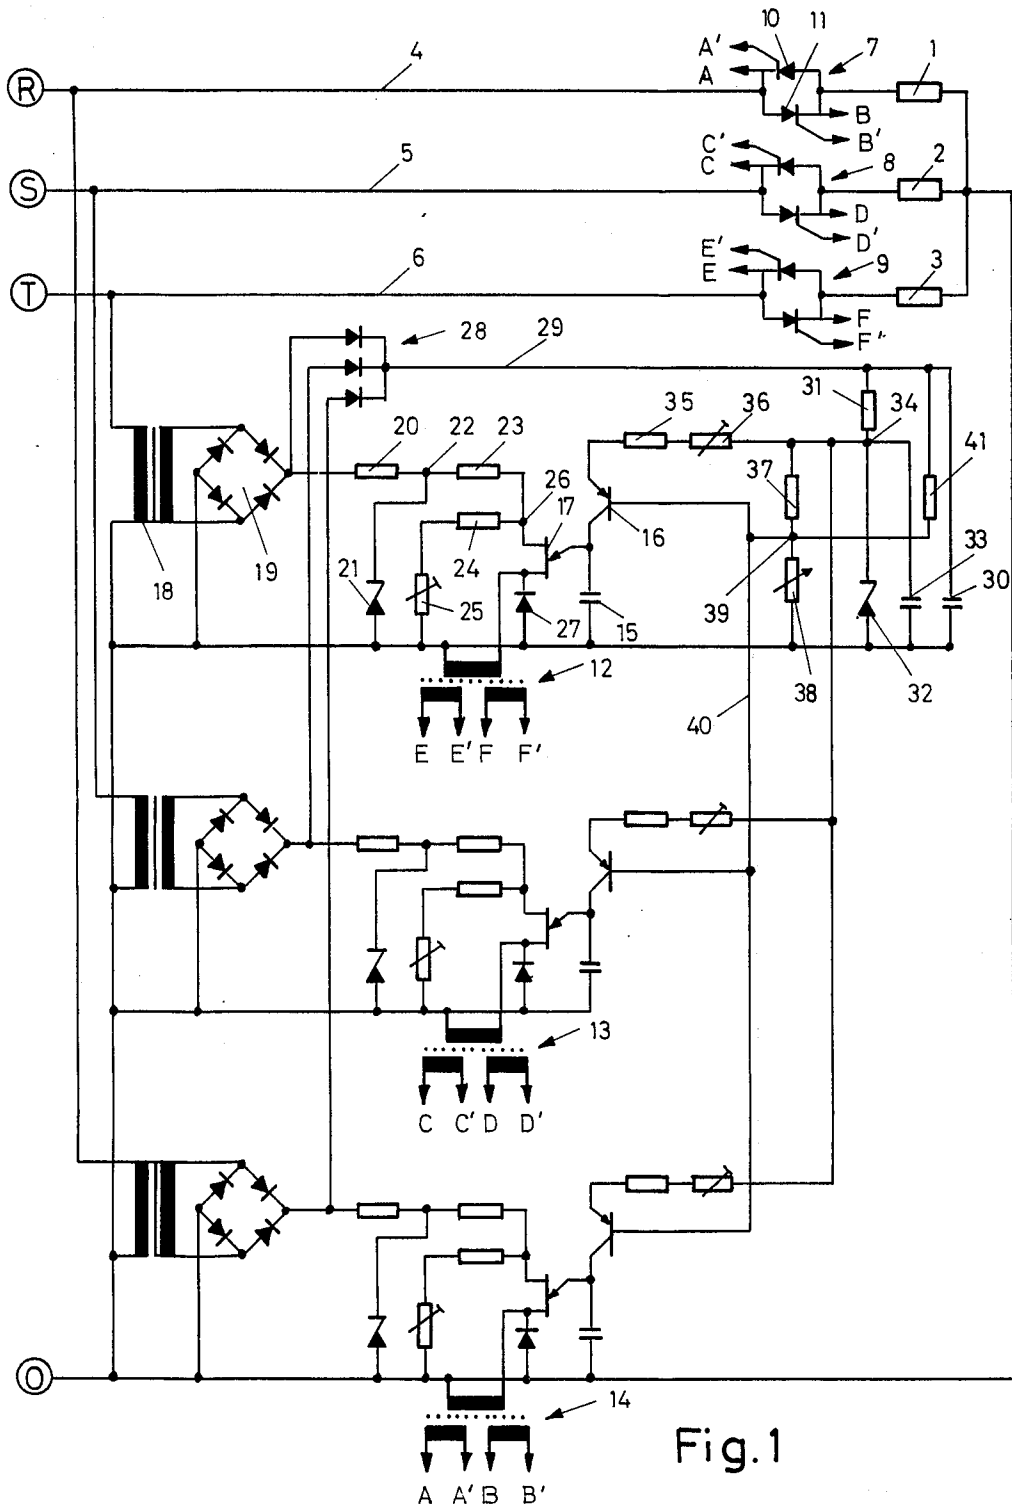 A' 10 11
R 4 A 7 1
B
B'
C'
S 5 C 8 2
D
D'
E'
T 6 E 9 3
F
F'
28 29
31 34
20 22 23 35 36 41
26 37
17
16
18 19 21 24 33
25 27 15 39 30
12 38 32
40
E E' F F'
13
C C' D D'
O
14
Fig.1
A A' B B'